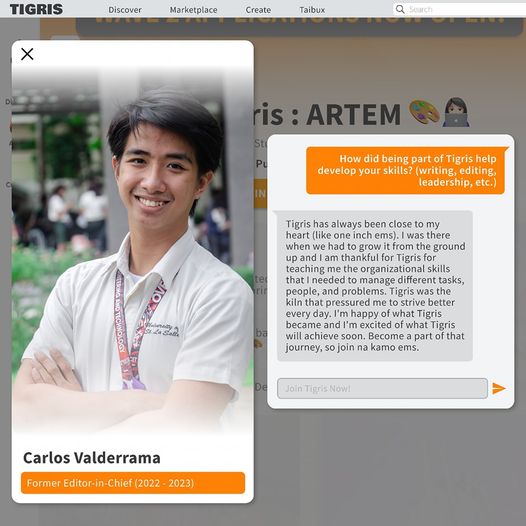 TIGRIS
Discover
Marketplace
Create
Taibux
Search
WAVE 2 APPLICATIONS NOW OPEN!
ris : ARTEM
How did being part of Tigris help
develop your skills? (writing, editing,
leadership, etc.)
Tigris has always been close to my
heart (like one inch ems). I was there
when we had to grow it from the ground
up and I am thankful for Tigris for
teaching me the organizational skills
that I needed to manage different tasks,
people, and problems. Tigris was the
kiln that pressured me to strive better
every day. I'm happy of what Tigris
became and I'm excited of what Tigris
will achieve soon. Become a part of that
journey, so join na kamo ems.
Join Tigris Now!
University of
St. La Salle
Carlos Valderrama
Former Editor-in-Chief (2022 - 2023)